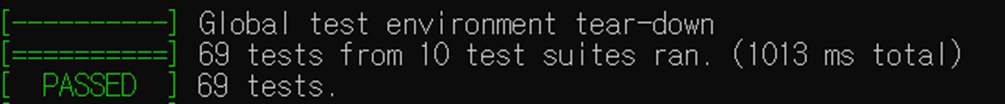 [----------] Global test environment tear-down
[==========] 69 tests from 10 test suites ran. (1013 ms total)
[  PASSED  ] 69 tests.